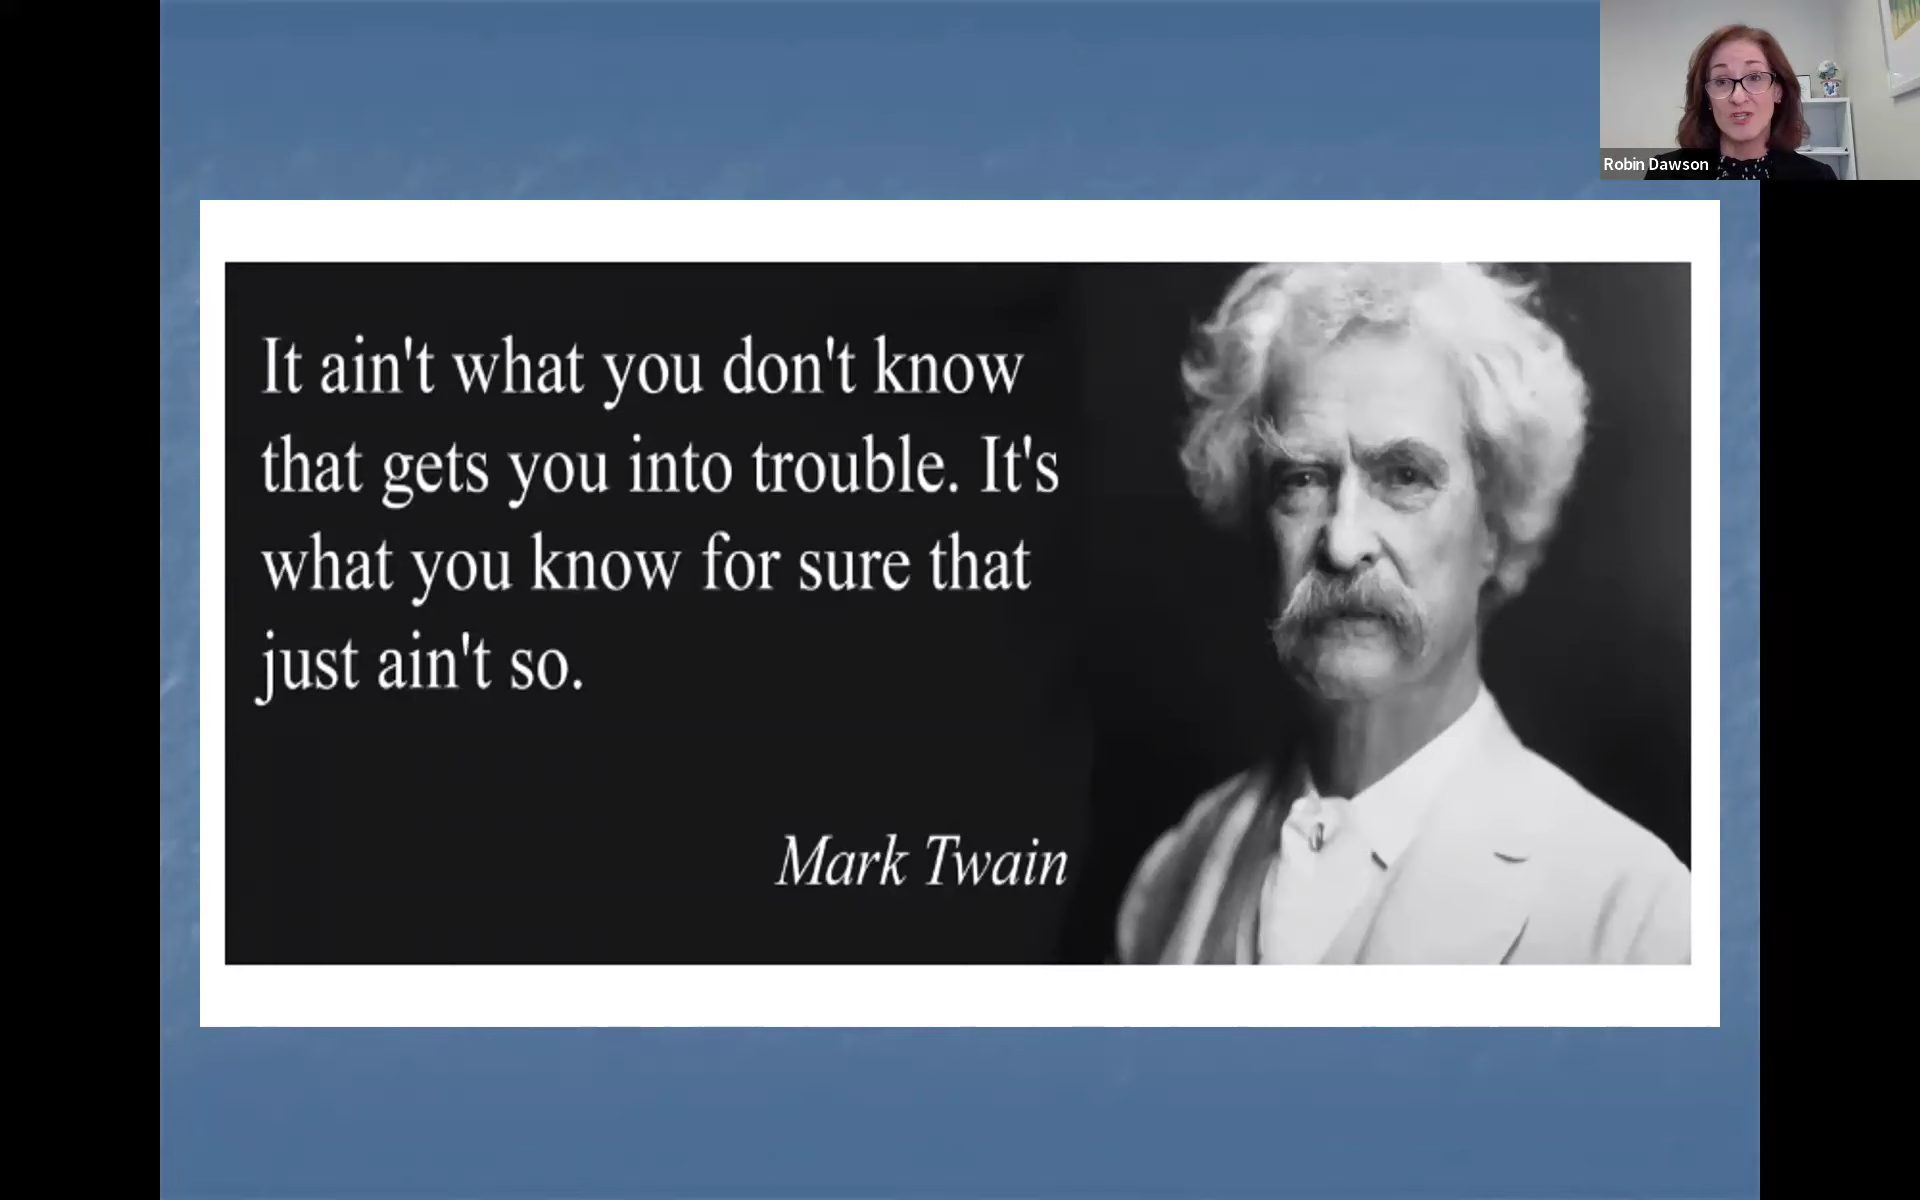 Robin Dawson
It ain't what you don't know
that gets you into trouble. It's
what you know for sure that
just ain't so.
Mark Twain